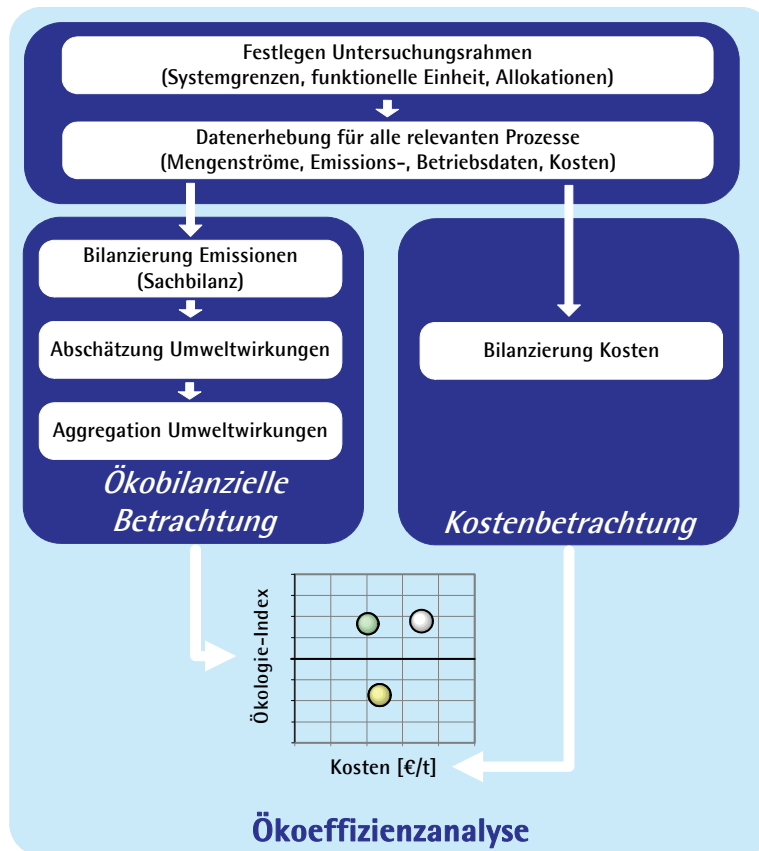 Festlegen Untersuchungsrahmen
(Systemgrenzen, funktionelle Einheit, Allokationen)
Datenerhebung für alle relevanten Prozesse
(Mengenströme, Emissions-, Betriebsdaten, Kosten)
Bilanzierung Emissionen
(Sachbilanz)
Abschätzung Umweltwirkungen
Aggregation Umweltwirkungen
Ökobilanzielle
Betrachtung
Bilanzierung Kosten
Kostenbetrachtung
Ökologie-Index
Kosten [€/t]
Ökoeffizienzanalyse